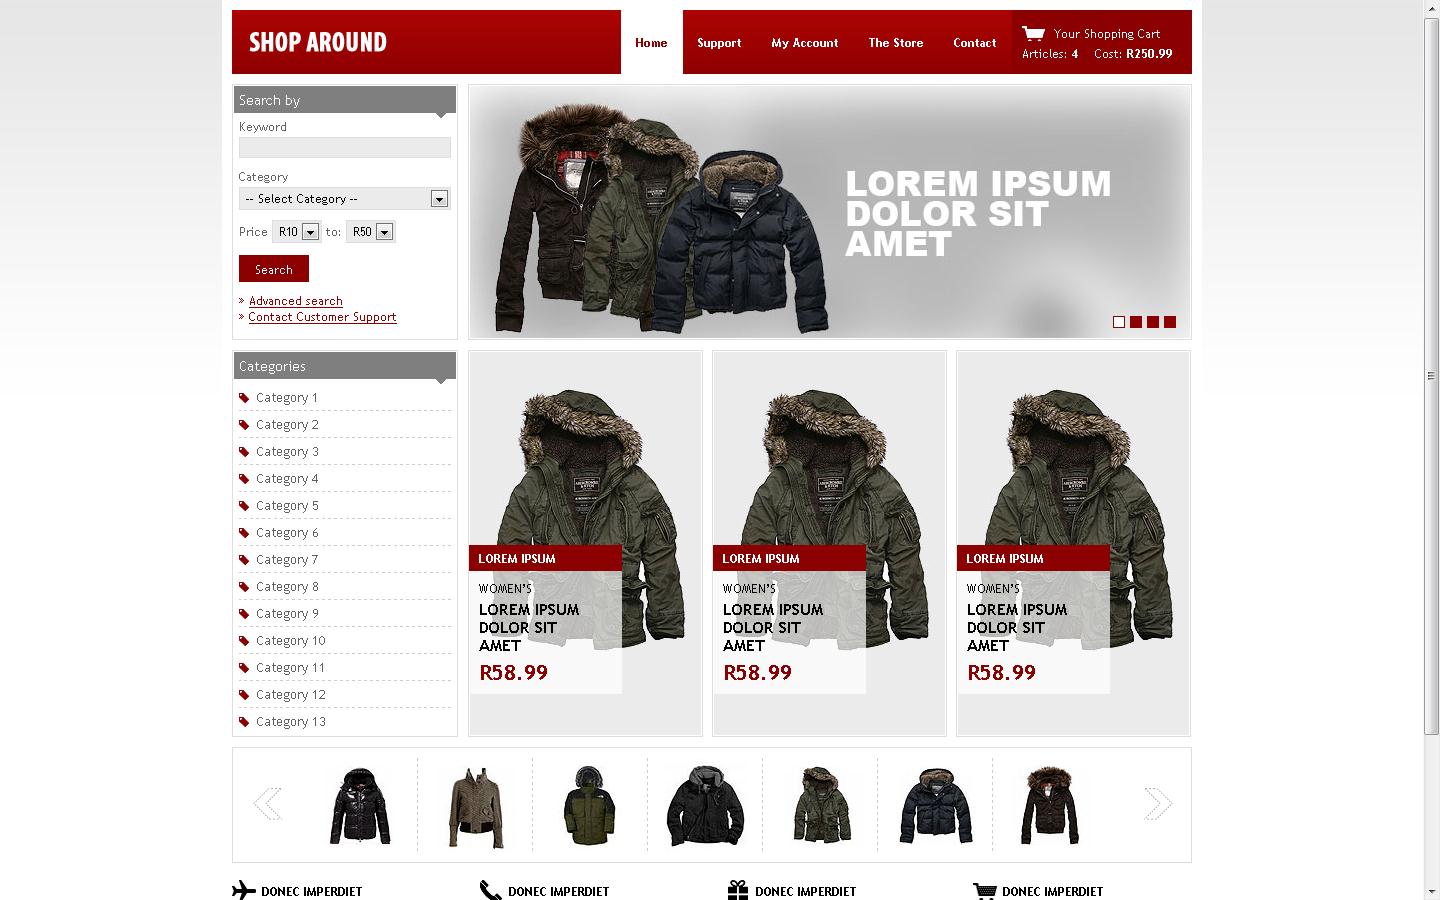 SHOP AROUND
Home
Support
My Account
The Store
Contact
Your Shopping Cart
Articles: 4 Cost: R250.99
Search by
Keyword
Category
-- Select Category --
Price R10 to: R50
Search
Advanced search
Contact Customer Support
LOREM IPSUM
DOLOR SIT
AMET
Categories
Category 1
Category 2
Category 3
Category 4
Category 5
Category 6
Category 7
Category 8
Category 9
Category 10
Category 11
Category 12
Category 13
LOREM IPSUM
WOMEN'S
LOREM IPSUM
DOLOR SIT
AMET
R58.99
LOREM IPSUM
WOMEN'S
LOREM IPSUM
DOLOR SIT
AMET
R58.99
LOREM IPSUM
WOMEN'S
LOREM IPSUM
DOLOR SIT
AMET
R58.99
DONEC IMPERDIET
DONEC IMPERDIET
DONEC IMPERDIET
DONEC IMPERDIET